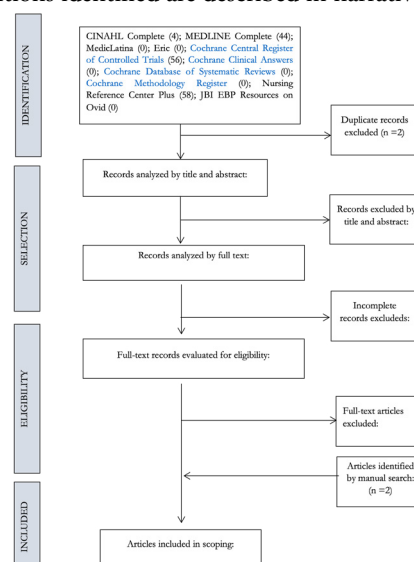 tions identified are described in narrativ
IDENTIFICATION
CINAHL Complete (4); MEDLINE Complete (44);
MedicLatina (0); Eric (0); Cochrane Central Register
of Controlled Trials (56); Cochrane Clinical Answers
(0); Cochrane Database of Systematic Reviews (0);
Cochrane Methodology Register (0); Nursing
Reference Center Plus (58); JBI EBP Resources on
Ovid (0)
Duplicate records
excluded (n =2)
Records analyzed by title and abstract:
SELECTION
Records excluded by
title and abstract:
Records analyzed by full text:
Incomplete
records excludeds:
ELIGIBILITY
Full-text records evaluated for eligibility:
Full-text articles
excluded:
Articles identified
by manual search:
(n =2)
INCLUDED
Articles included in scoping: